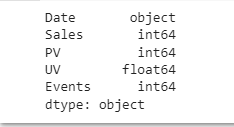 Date object
Sales int64
PV int64
UV float64
Events int64
dtype: object